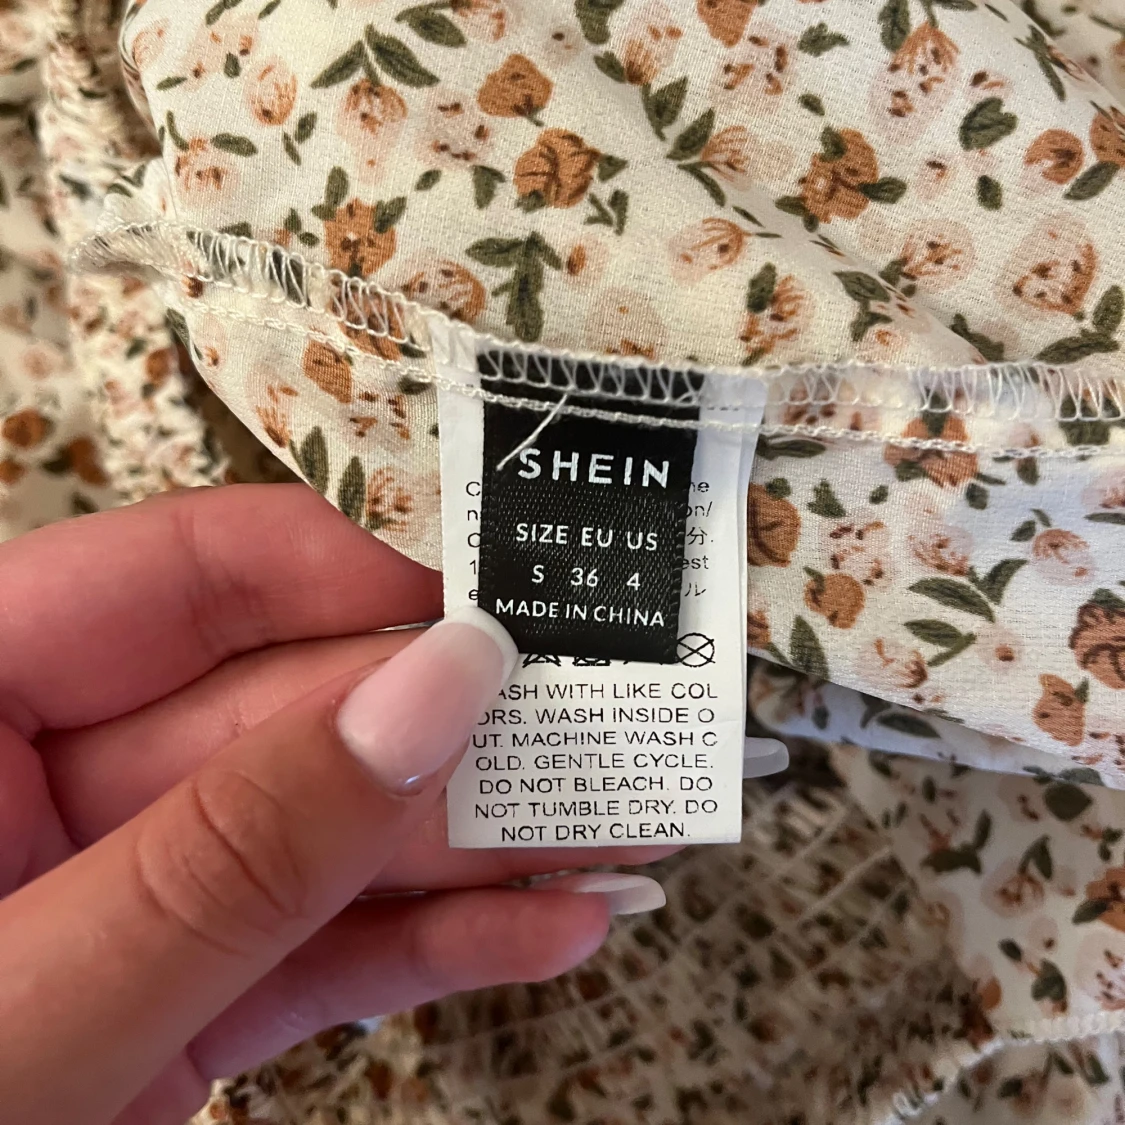 SHEIN
SIZE EU US
S 36 4
MADE IN CHINA
ASH WITH LIKE COL
ORS. WASH INSIDE O
UT. MACHINE WASH C
OLD. GENTLE CYCLE.
DO NOT BLEACH. DO
NOT TUMBLE DRY. DO
NOT DRY CLEAN.